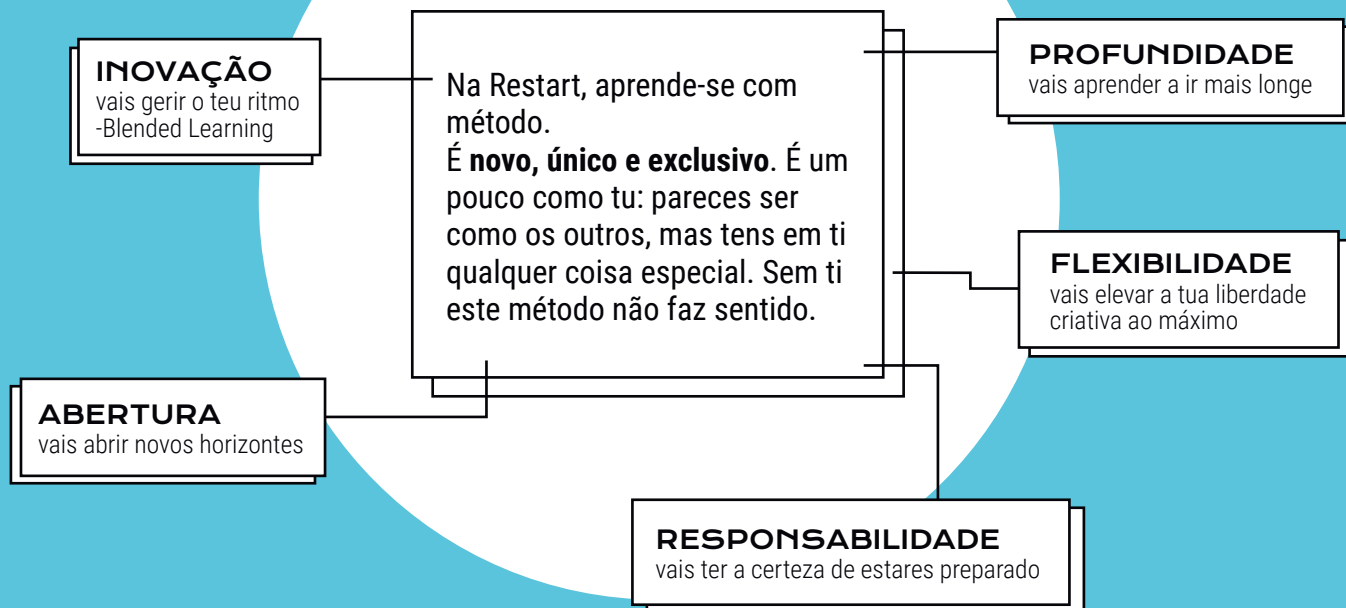 INOVAÇÃO
vais gerir o teu ritmo
-Blended Learning
Na Restart, aprende-se com
método.
É novo, único e exclusivo. É um
pouco como tu: pareces ser
como os outros, mas tens em ti
qualquer coisa especial. Sem ti
este método não faz sentido.
PROFUNDIDADE
vais aprender a ir mais longe
FLEXIBILIDADE
vais elevar a tua liberdade
criativa ao máximo
ABERTURA
vais abrir novos horizontes
RESPONSABILIDADE
vais ter a certeza de estares preparado